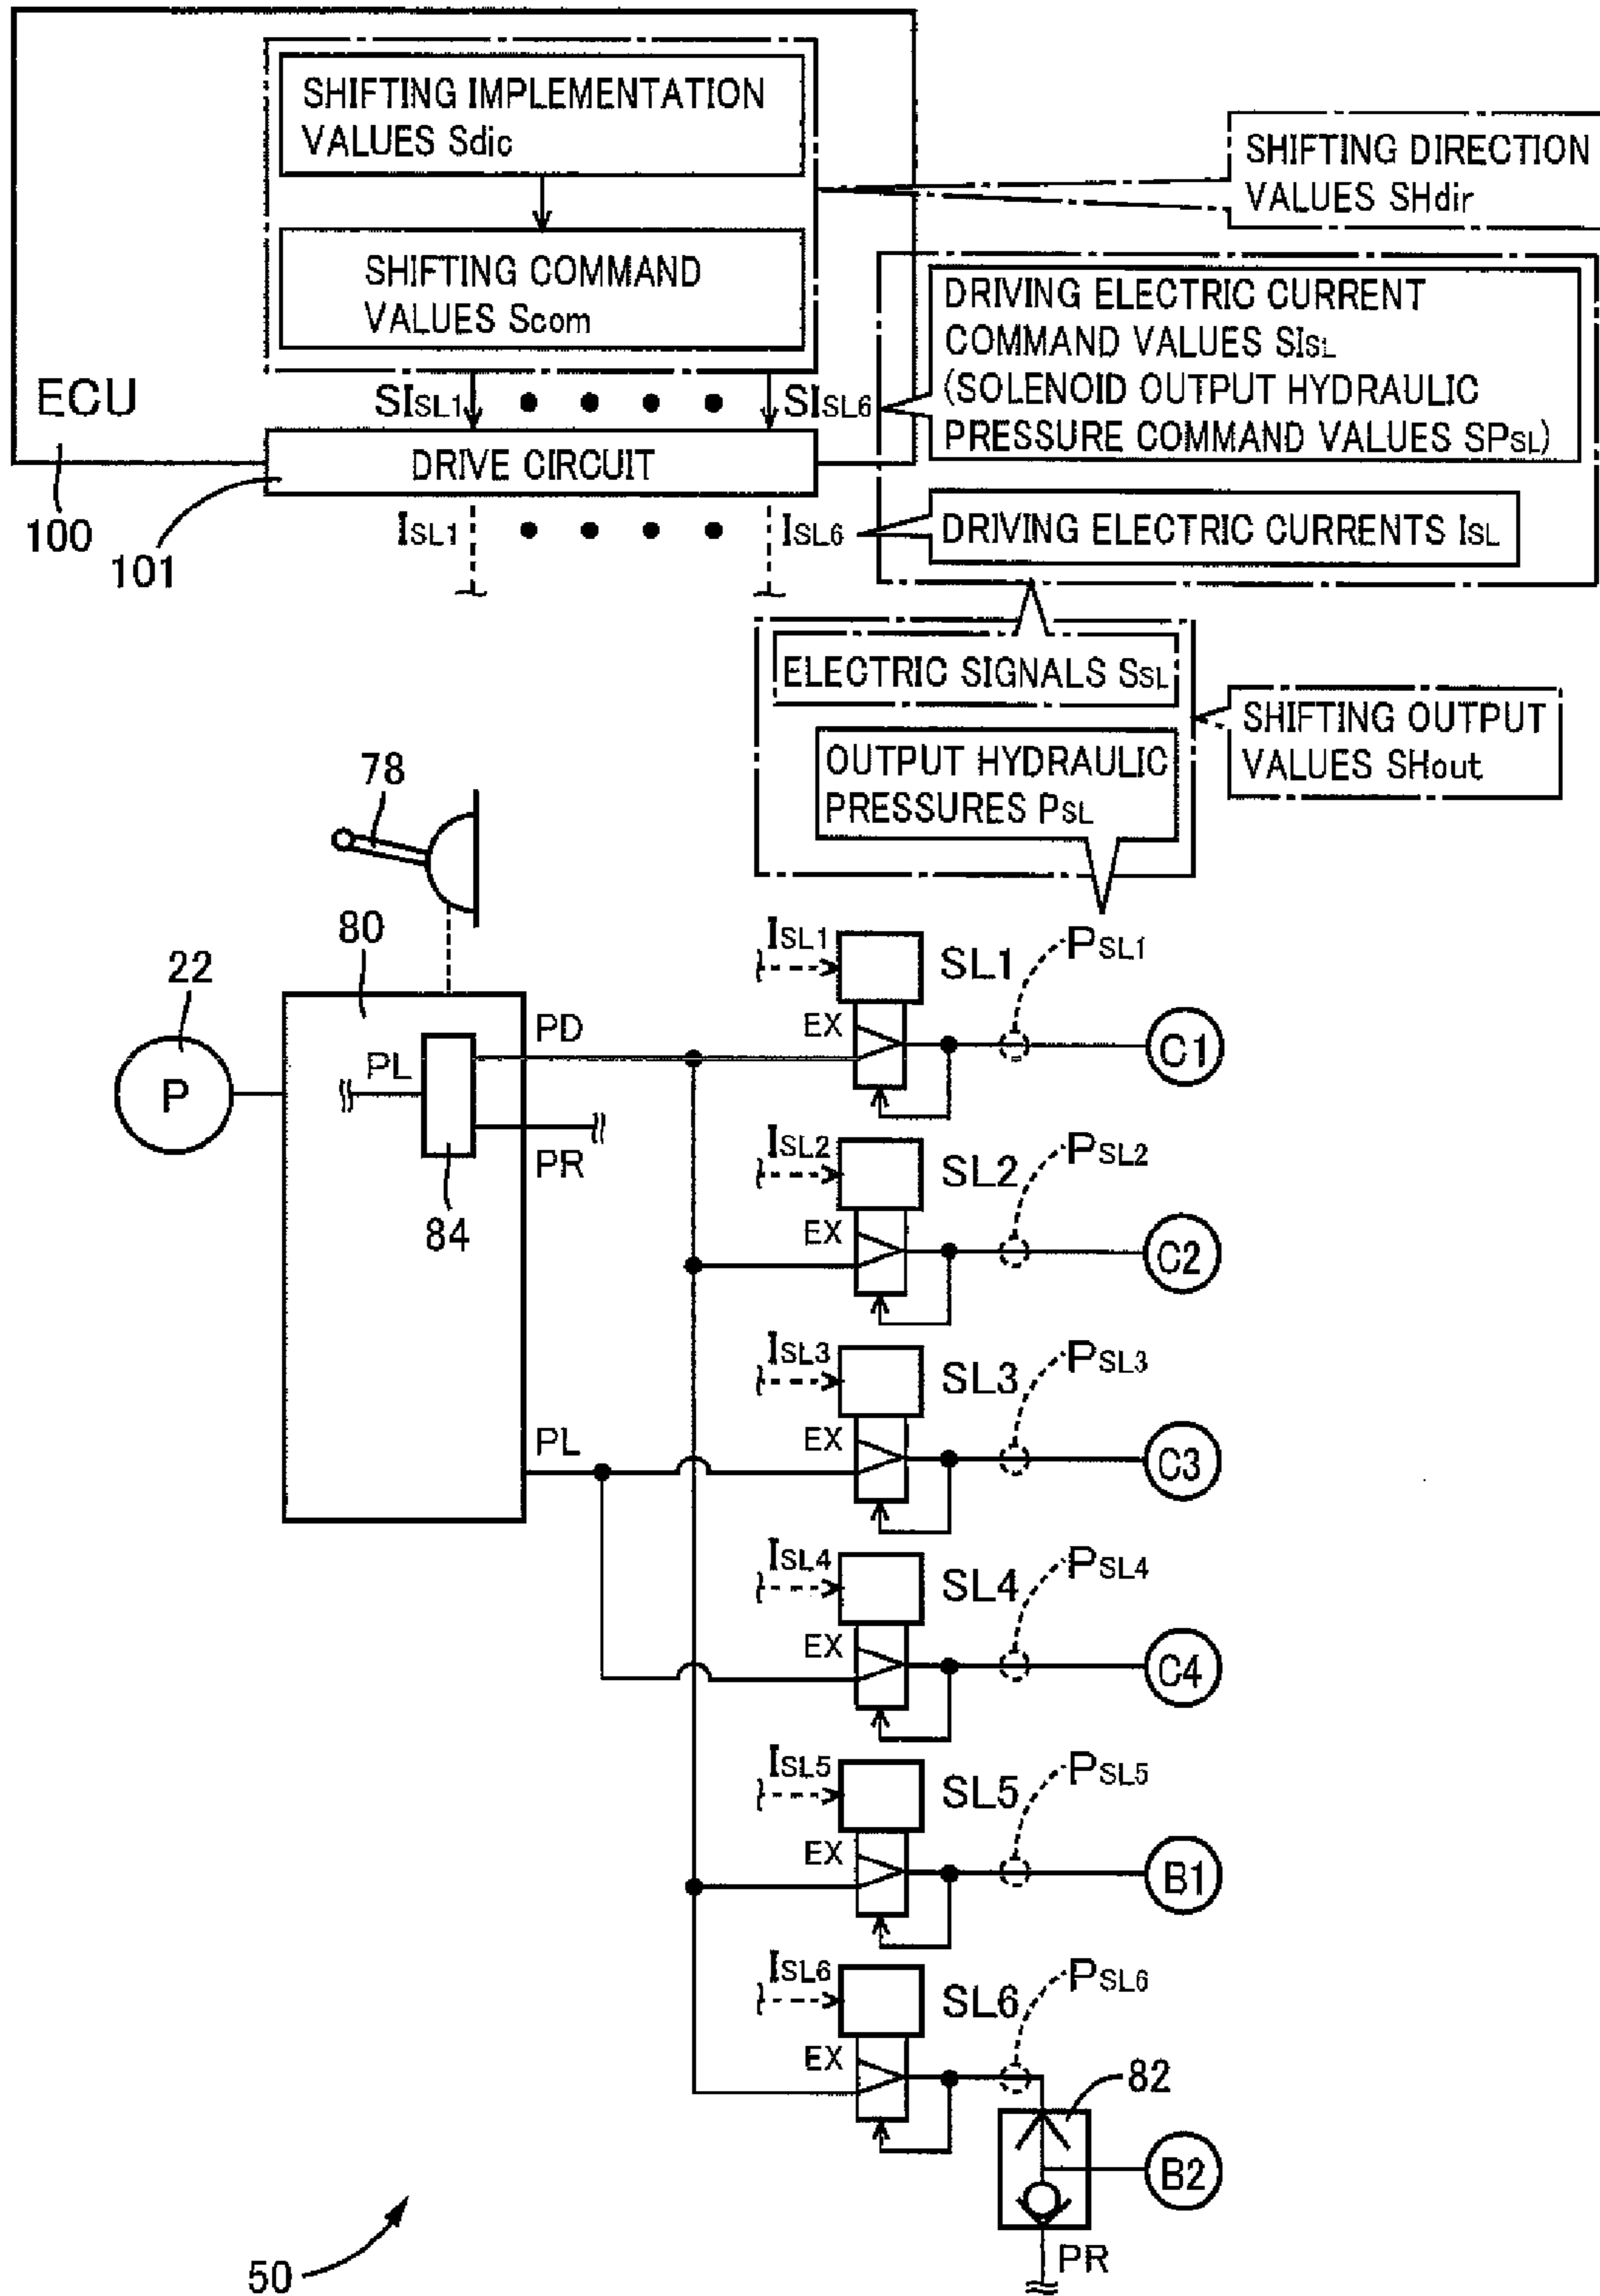 SHIFTING IMPLEMENTATION
VALUES Sdic
SHIFTING DIRECTION
VALUES SHdir
SHIFTING COMMAND
VALUES Scom
DRIVING ELECTRIC CURRENT
COMMAND VALUES SISL
(SOLENOID OUTPUT HYDRAULIC
PRESSURE COMMAND VALUES SPSL)
ECU
SISL1
SISL6
DRIVE CIRCUIT
100
101
ISL1
ISL6
DRIVING ELECTRIC CURRENTS ISL
ELECTRIC SIGNALS SSL
SHIFTING OUTPUT
VALUES SHout
OUTPUT HYDRAULIC
PRESSURES PSL
78
80
22
P
PL
PD
PR
84
PL
ISL1
SL1
PSL1
EX
C1
ISL2
SL2
PSL2
EX
C2
ISL3
SL3
PSL3
EX
C3
ISL4
SL4
PSL4
EX
C4
ISL5
SL5
PSL5
EX
B1
ISL6
SL6
PSL6
EX
82
B2
PR
50